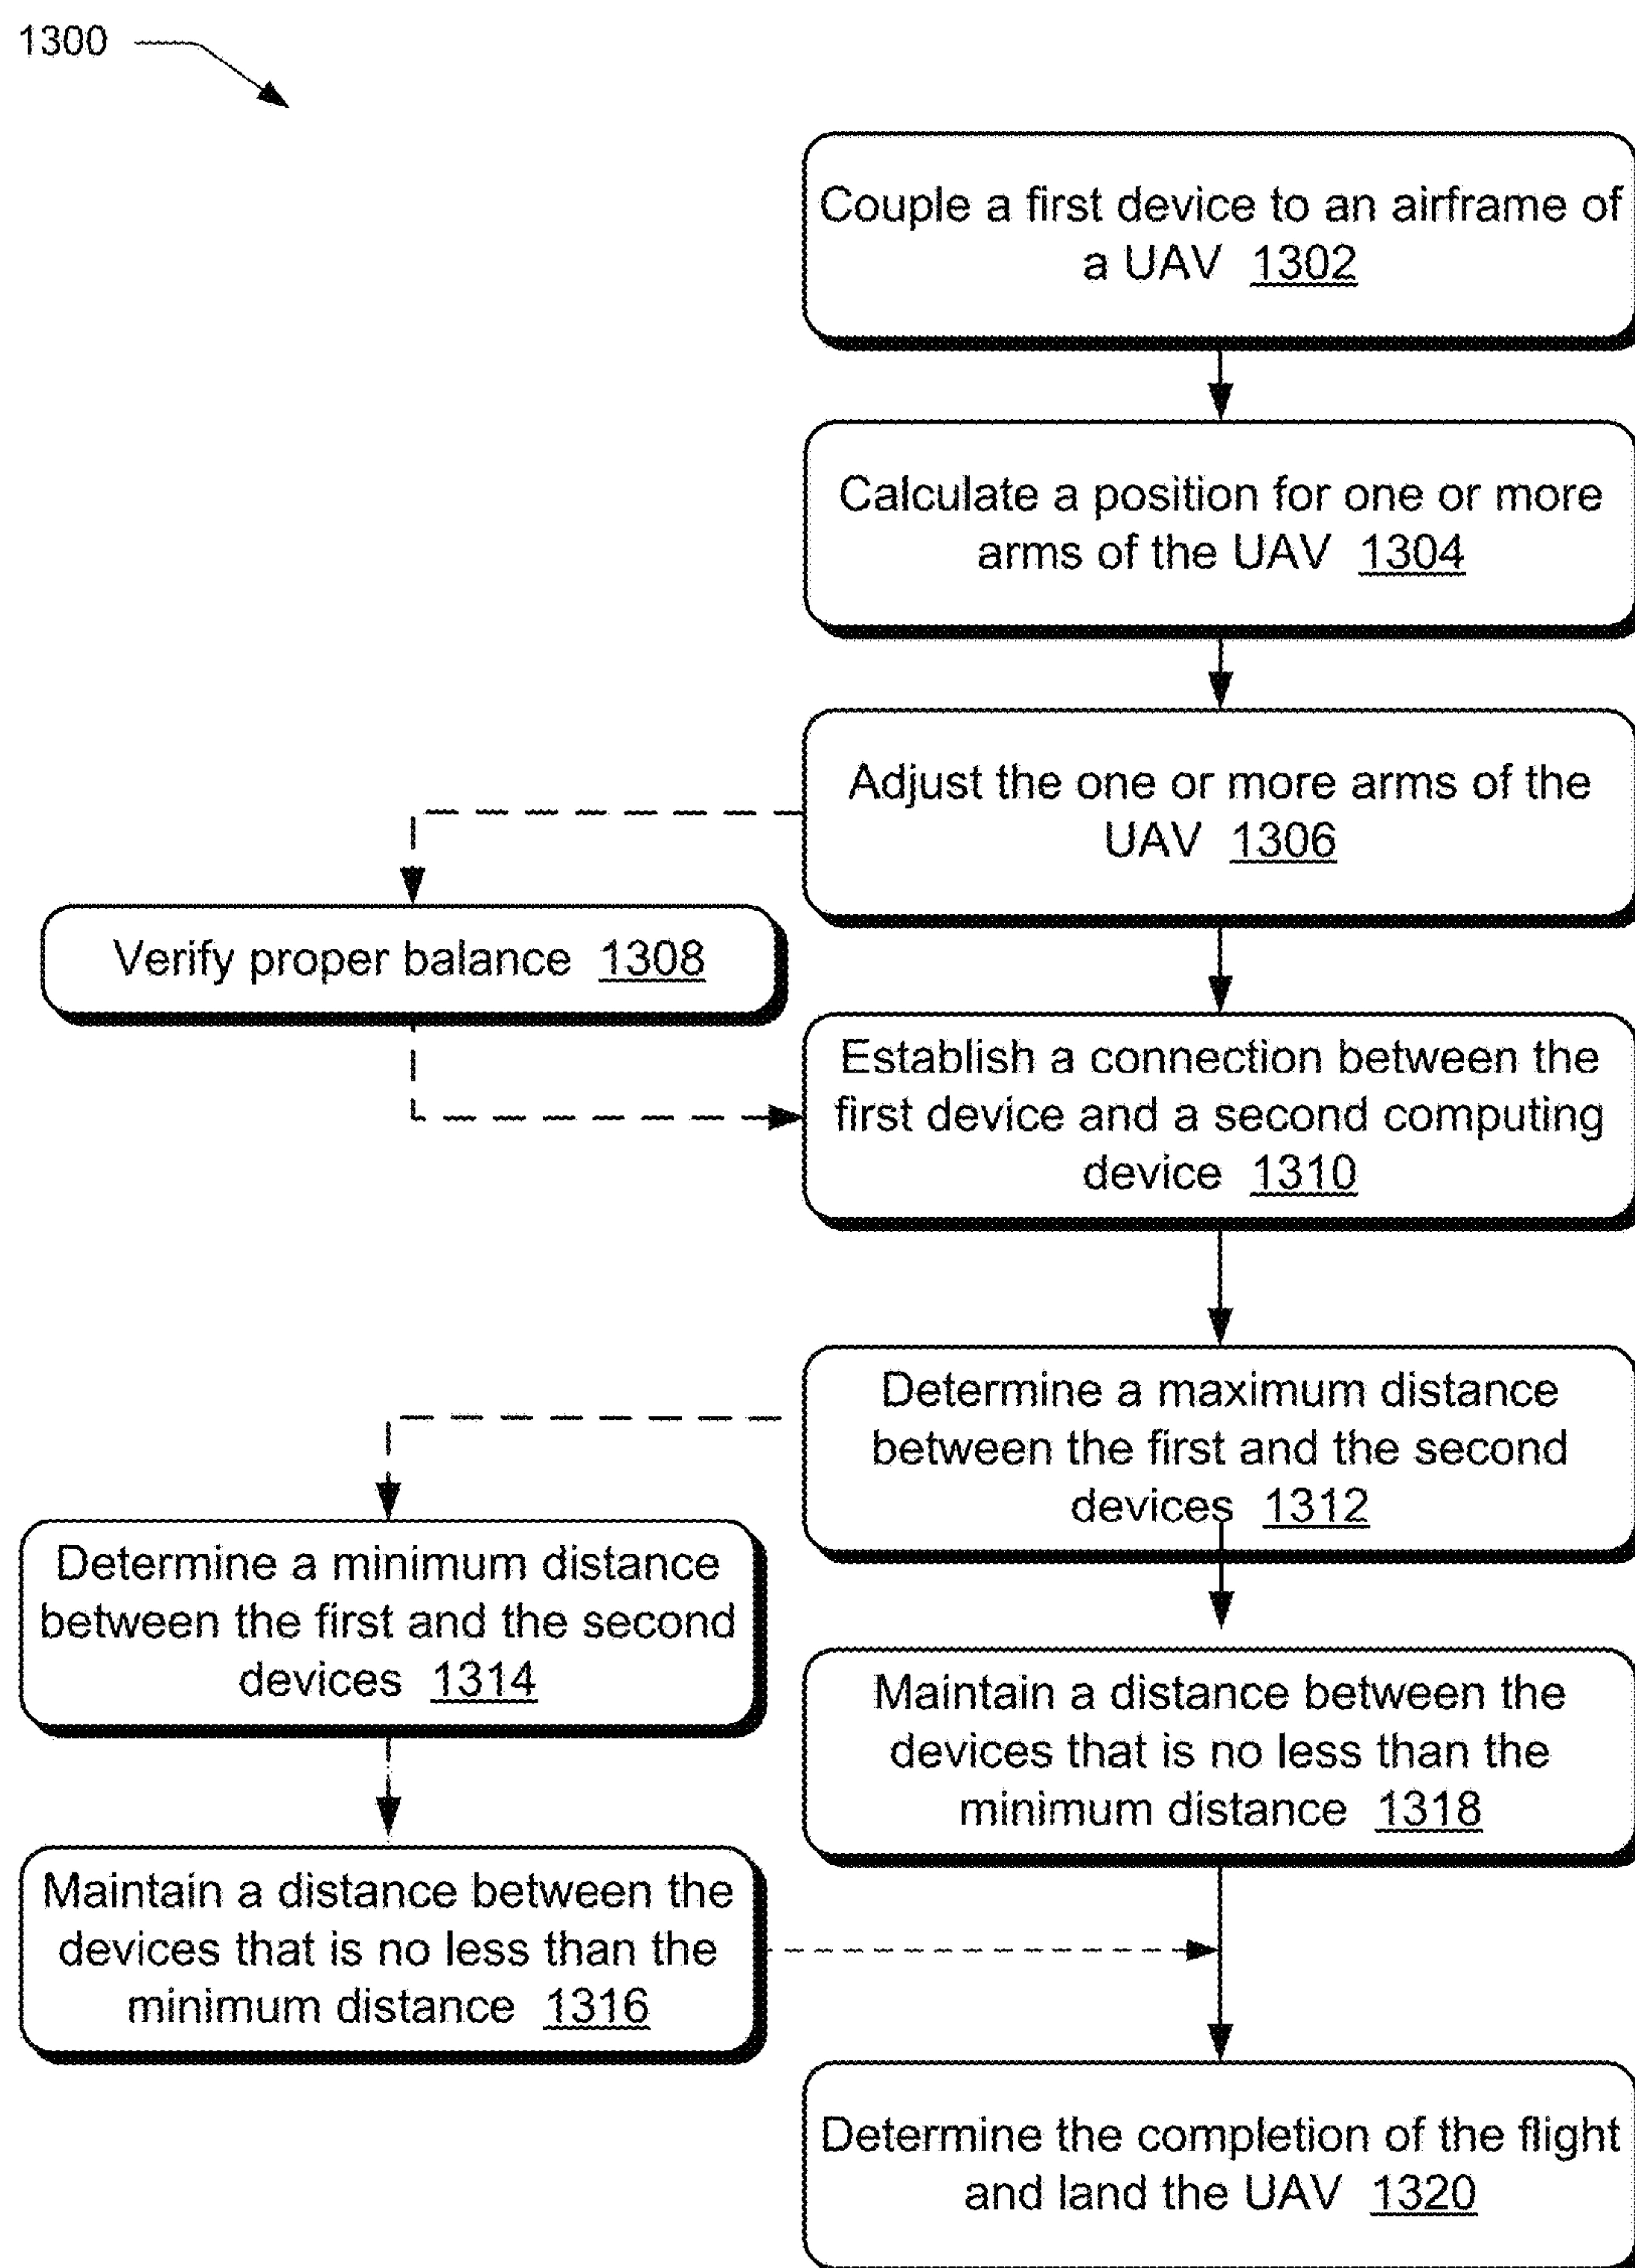 1300
Couple a first device to an airframe of
a UAV 1302
Calculate a position for one or more
arms of the UAV 1304
Adjust the one or more arms of the
UAV 1306
Verify proper balance 1308
Establish a connection between the
first device and a second computing
device 1310
Determine a maximum distance
between the first and the second
devices 1312
Determine a minimum distance
between the first and the second
devices 1314
Maintain a distance between the
devices that is no less than the
minimum distance 1316
Maintain a distance between the
devices that is no less than the
minimum distance 1318
Determine the completion of the flight
and land the UAV 1320